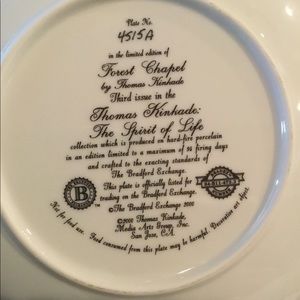 Plate No.
4515A
in the limited edition of
Forest Chapel
by Thomas Kinkade
Third issue in the
Thomas Kinkade:
The Spirit of Life
collection which is produced on hard-fire porcelain
in an edition limited to a maximum of 95 firing days
and crafted to the exacting standards of
The Bradford Exchange.
This plate is officially listed for
trading on the Bradford Exchange.
©The Bradford Exchange 2000
©2000 Thomas Kinkade,
Media Arts Group, Inc.
San Jose, CA
B
Not for food use. Food consumed from this plate may be harmful. Decorative art object.